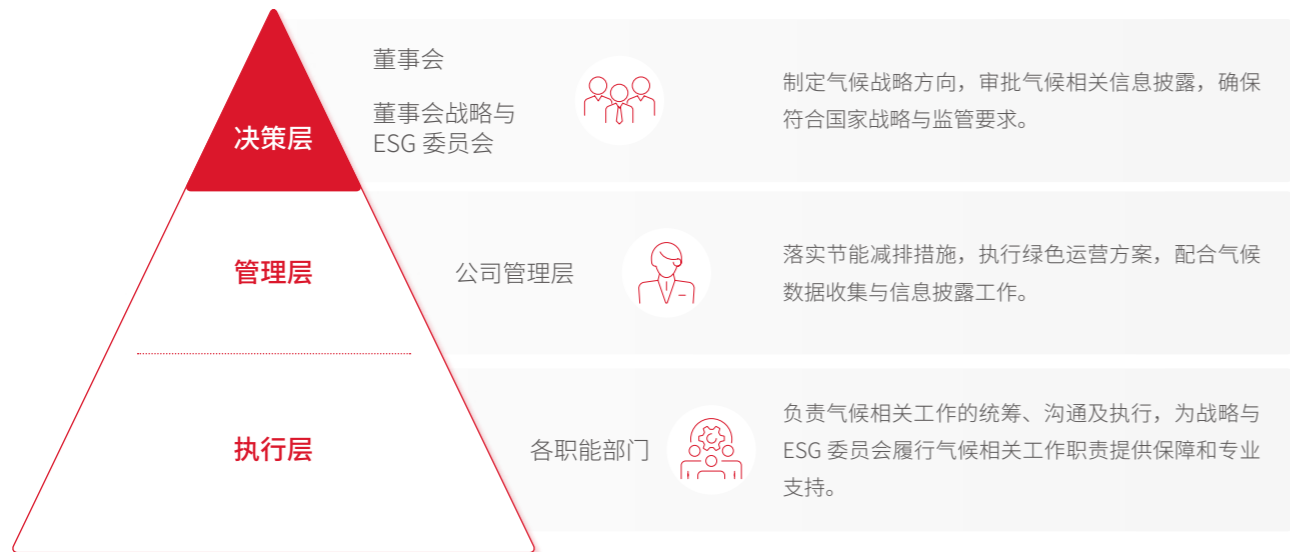 决策层
董事会
董事会战略与
ESG 委员会
制定气候战略方向，审批气候相关信息披露，确保
符合国家战略与监管要求。
管理层
公司管理层
落实节能减排措施，执行绿色运营方案，配合气候
数据收集与信息披露工作。
执行层
各职能部门
负责气候相关工作的统筹、沟通及执行，为战略与
ESG 委员会履行气候相关工作职责提供保障和专业
支持。